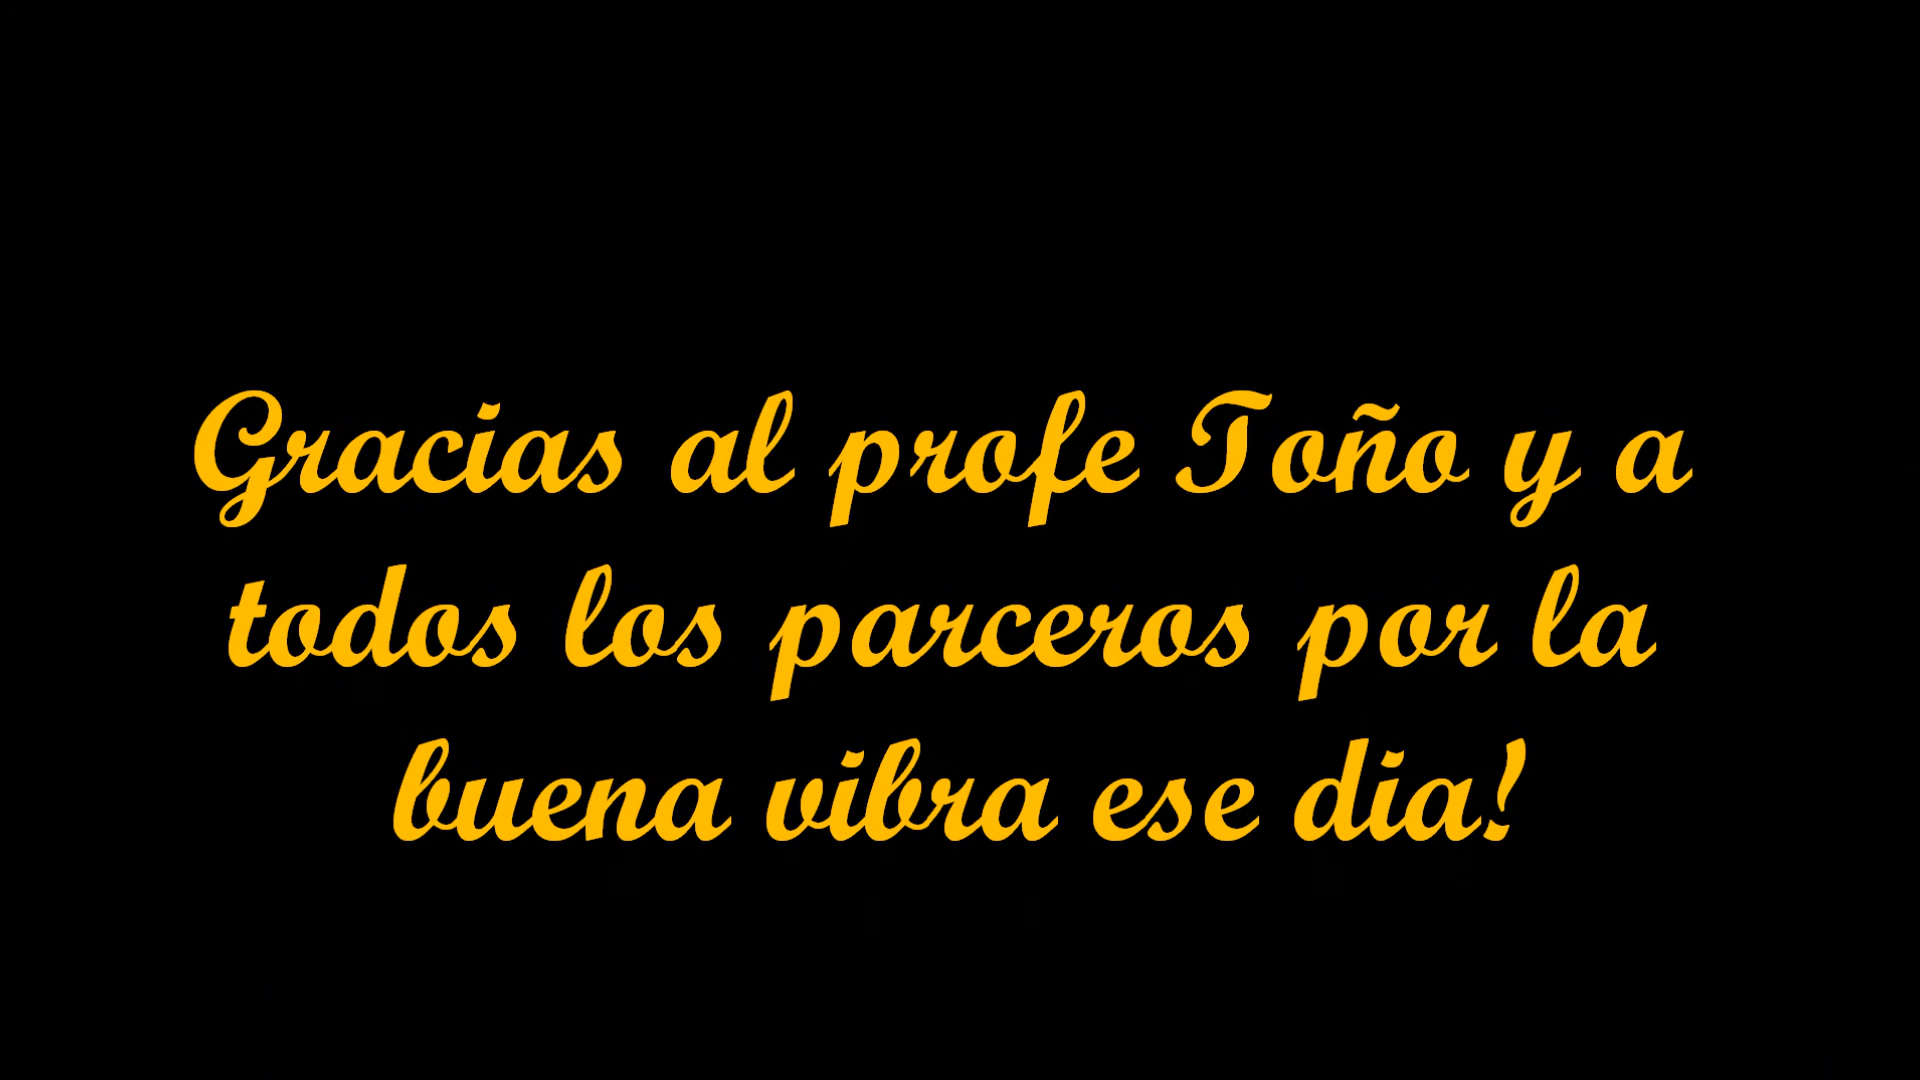 Gracias al profe Toño y a
todos los parceros por la
buena vibra ese dia!